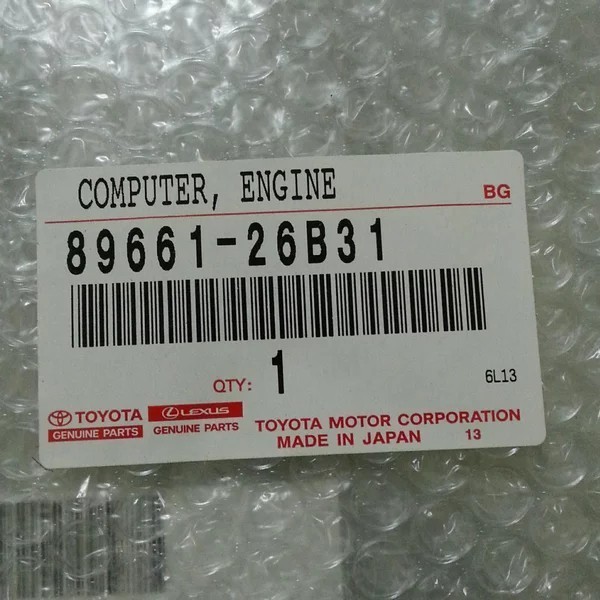 COMPUTER, ENGINE
BG
89661-26B31
QTY: 1
6L13
TOYOTA
GENUINE PARTS
LEXUS
GENUINE PARTS
TOYOTA MOTOR CORPORATION
MADE IN JAPAN 13